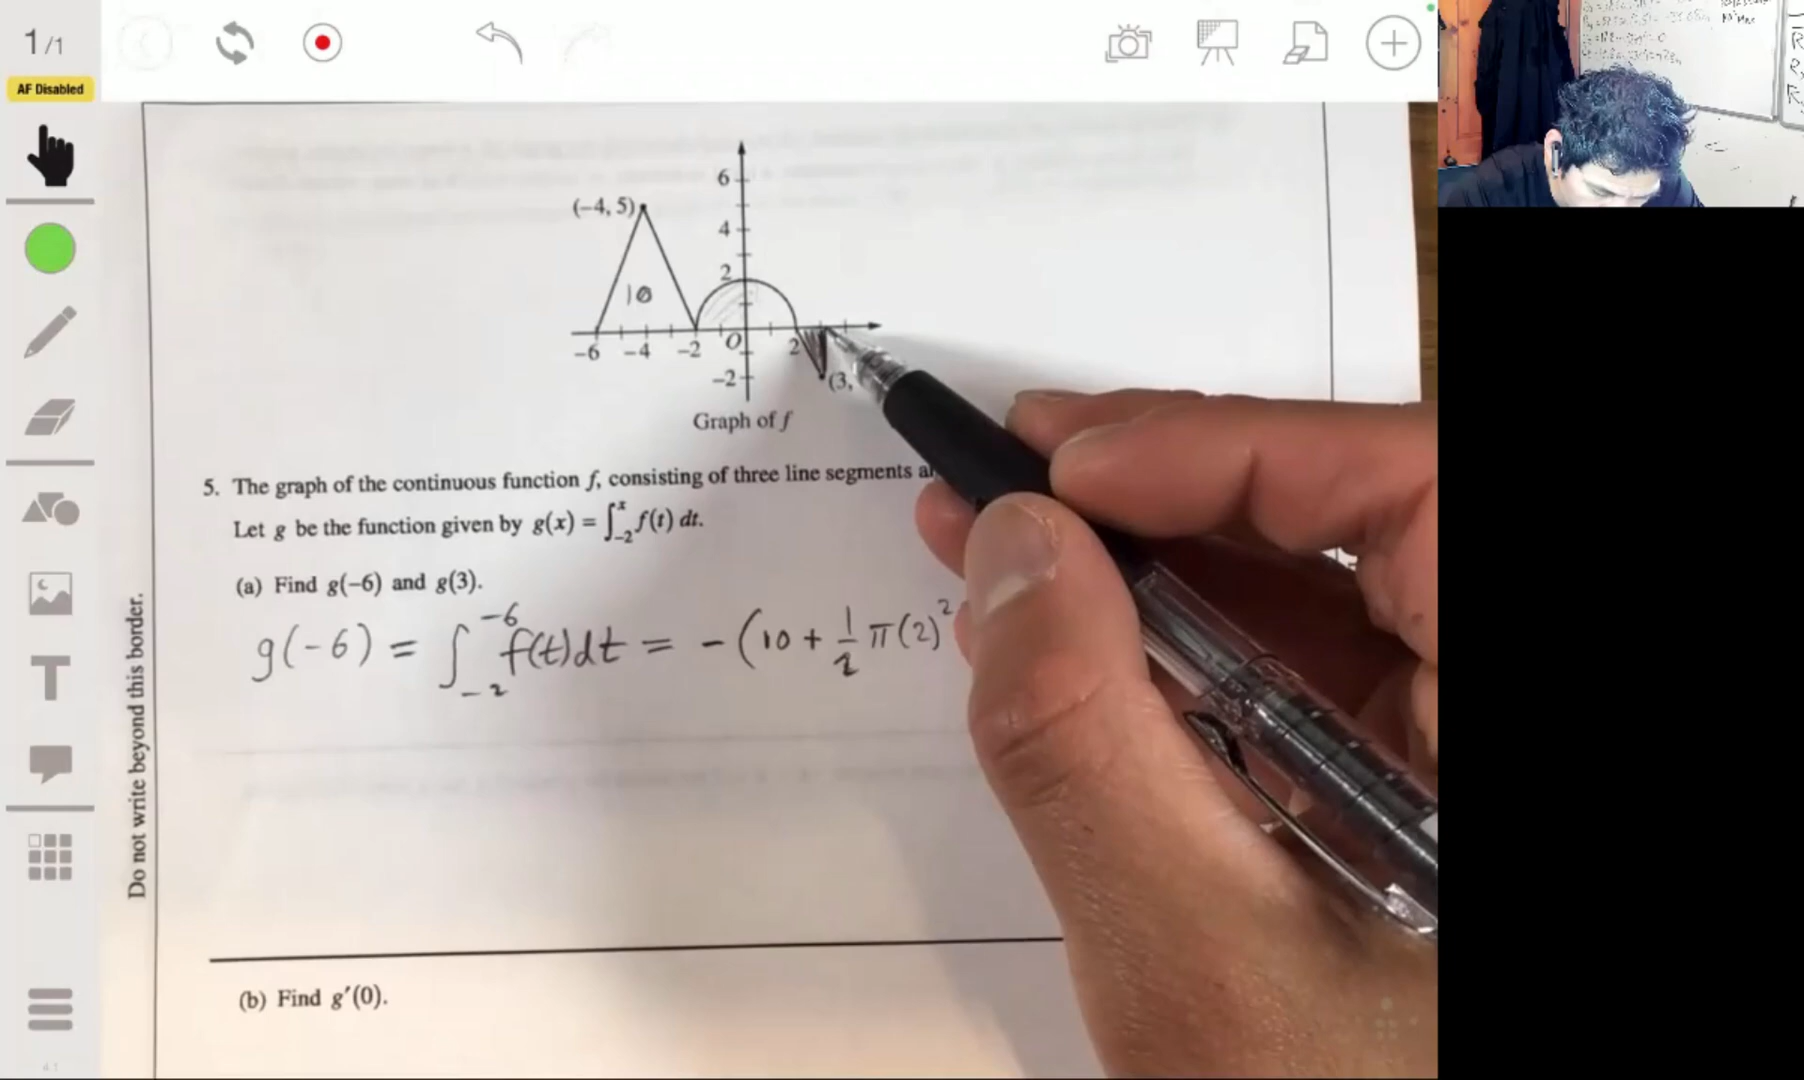 1/1
AF Disabled
6
(-4, 5)
4
2
10
-6 -4 -2 O 2
-2
(3,
Graph of f
5. The graph of the continuous function f, consisting of three line segments
Let g be the function given by g(x) = ∫₋₂ˣ f(t) dt.
(a) Find g(-6) and g(3).
g(-6) = ∫₋₂⁻⁶ f(t)dt = -(10 + 1/2 π(2)²
(b) Find g′(0).
Do not write beyond this border.
T